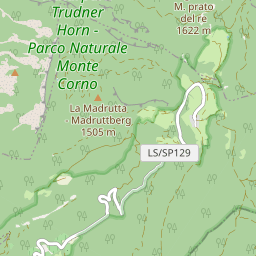 Trudner
Horn -
Parco Naturale
Monte
Corno
M. prato
del re
1622 m
La Madrutta
- Madruttberg
1505 m
LS/SP129